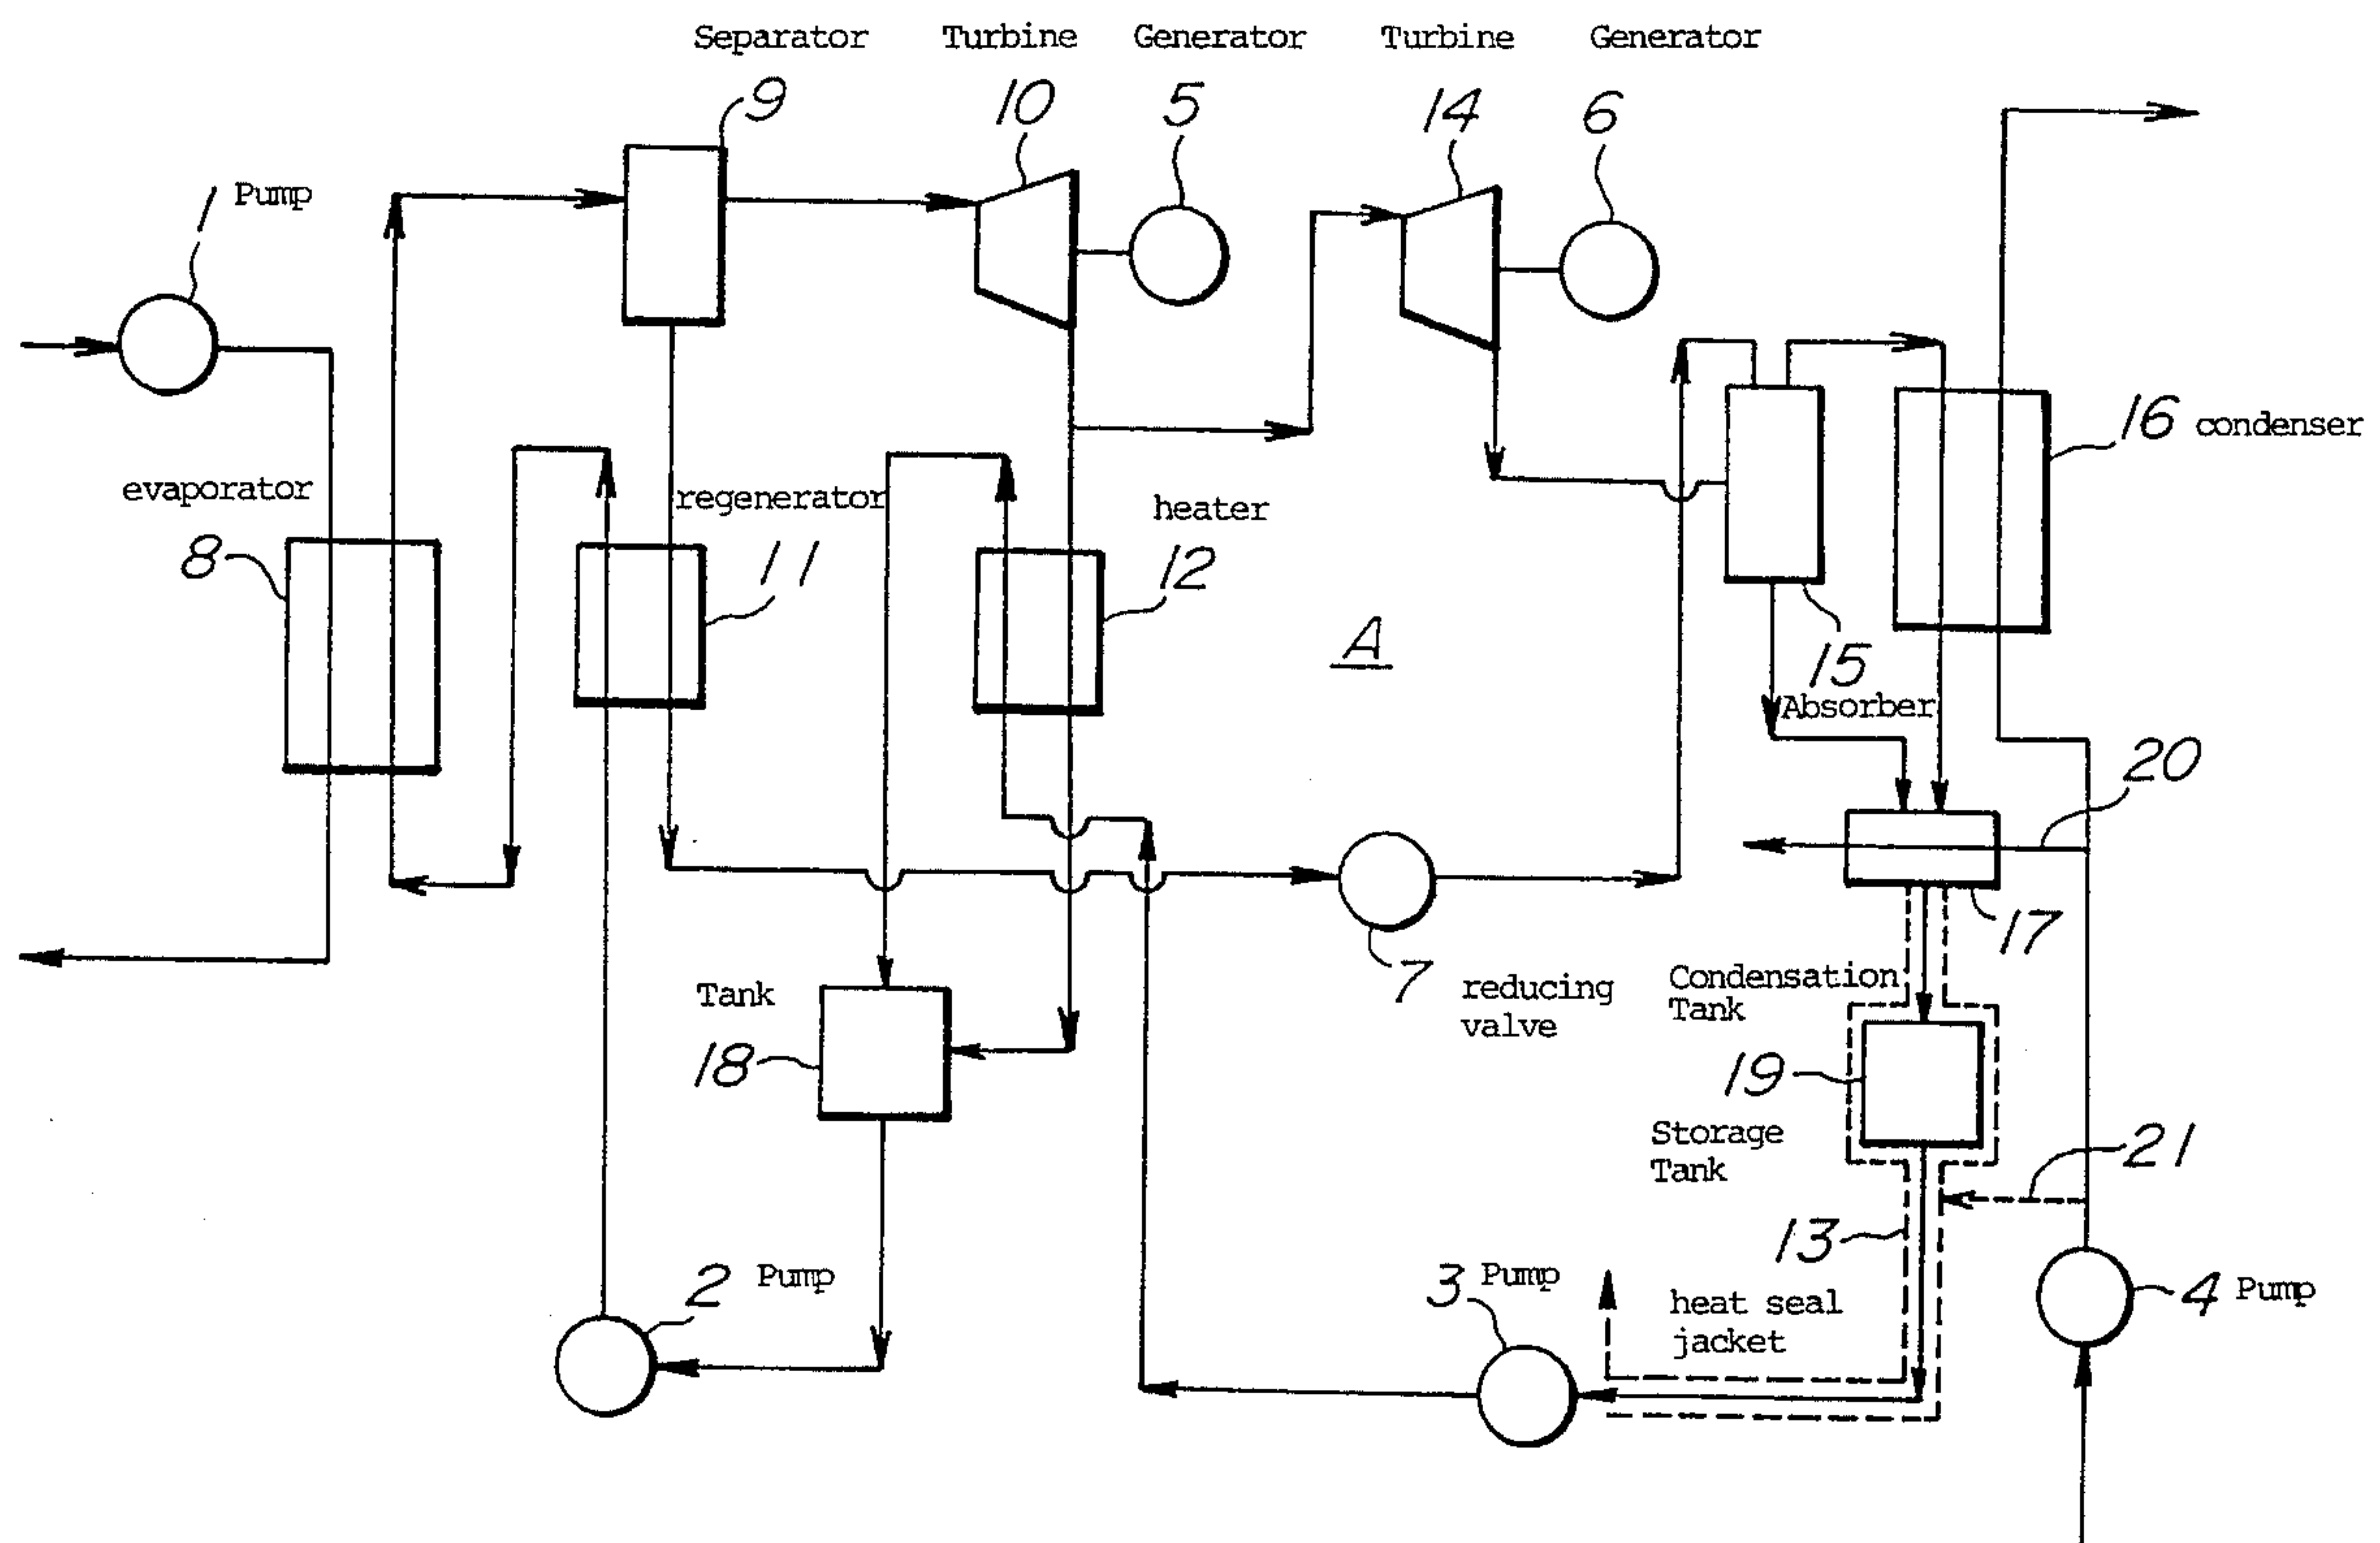 Separator Turbine Generator Turbine Generator
9 10 5 14 6
1 Pump
16 condenser
evaporator regenerator heater
8 11 12
A
15
Absorber
20
17
7
Condensation
Tank
Tank reducing
valve
18 19
Storage
Tank
21
13
2 Pump 3 Pump 4 Pump
heat seal
jacket